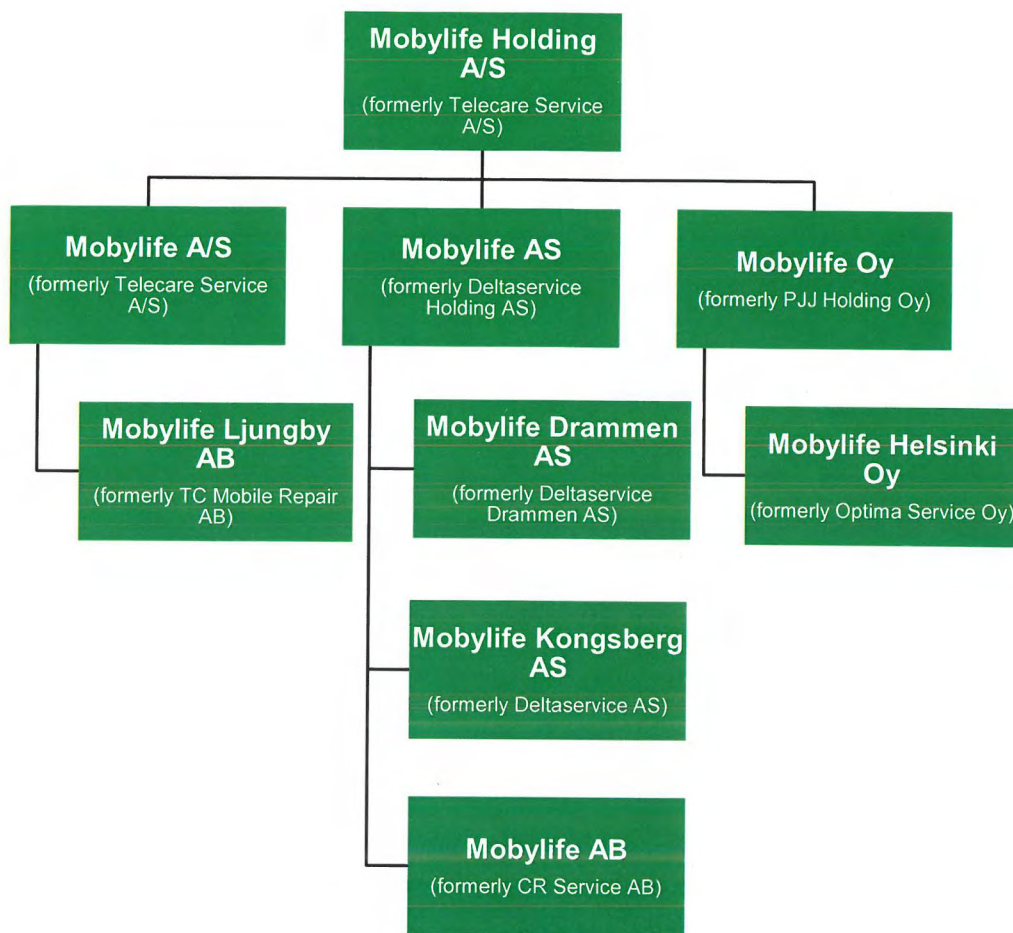 Mobylife Holding
A/S
(formerly Telecare Service
A/S)
Mobylife A/S
(formerly Telecare Service
A/S)
Mobylife AS
(formerly Deltaservice
Holding AS)
Mobylife Oy
(formerly PJJ Holding Oy)
Mobylife Ljungby
AB
(formerly TC Mobile Repair
AB)
Mobylife Drammen
AS
(formerly Deltaservice
Drammen AS)
Mobylife Helsinki
Oy
(formerly Optima Service Oy)
Mobylife Kongsberg
AS
(formerly Deltaservice AS)
Mobylife AB
(formerly CR Service AB)